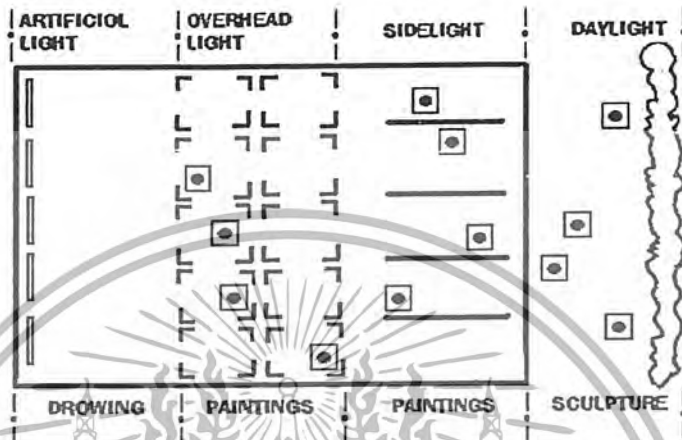 ARTIFICIOL
LIGHT
OVERHEAD
LIGHT
SIDELIGHT
DAYLIGHT
DROWING
PAINTINGS
PAINTINGS
SCULPTURE